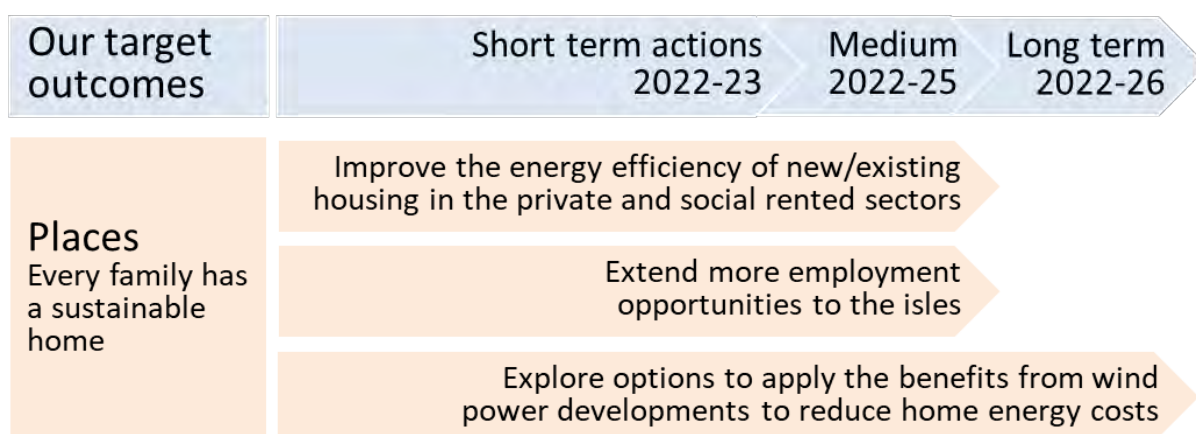 Our target
outcomes
Short term actions
2022-23
Medium
2022-25
Long term
2022-26
Places
Every family has
a sustainable
home
Improve the energy efficiency of new/existing
housing in the private and social rented sectors
Extend more employment
opportunities to the isles
Explore options to apply the benefits from wind
power developments to reduce home energy costs